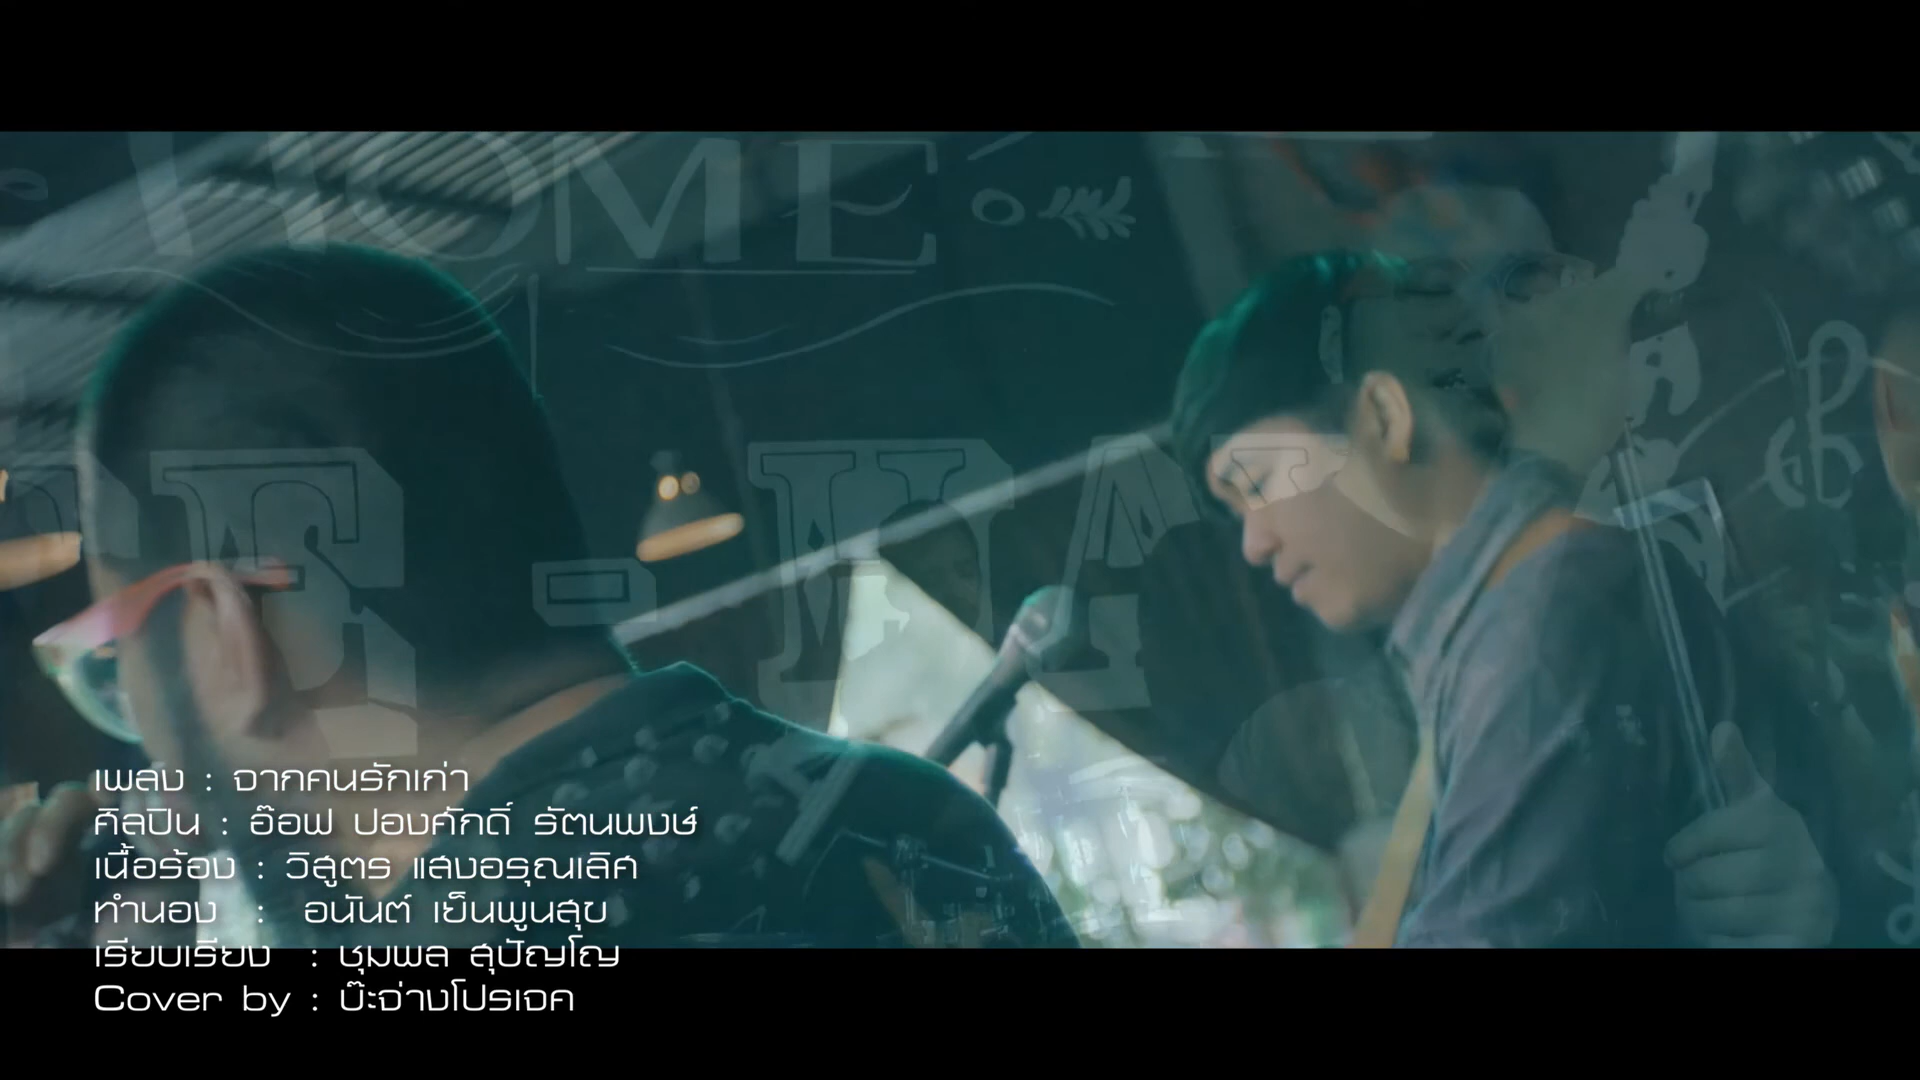 HOME
เพลง : จากคนรักเก่า
ศิลปิน : อ๊อฟ ปองศักดิ์ รัตนพงษ์
เนื้อร้อง : วิสูตร แสงอรุณเลิศ
ทำนอง : อนันต์ เย็นพูนสุข
เรียบเรียง : ชุมพล สุปัญโญ
Cover by : บ๊ะจ่างโปรเจค